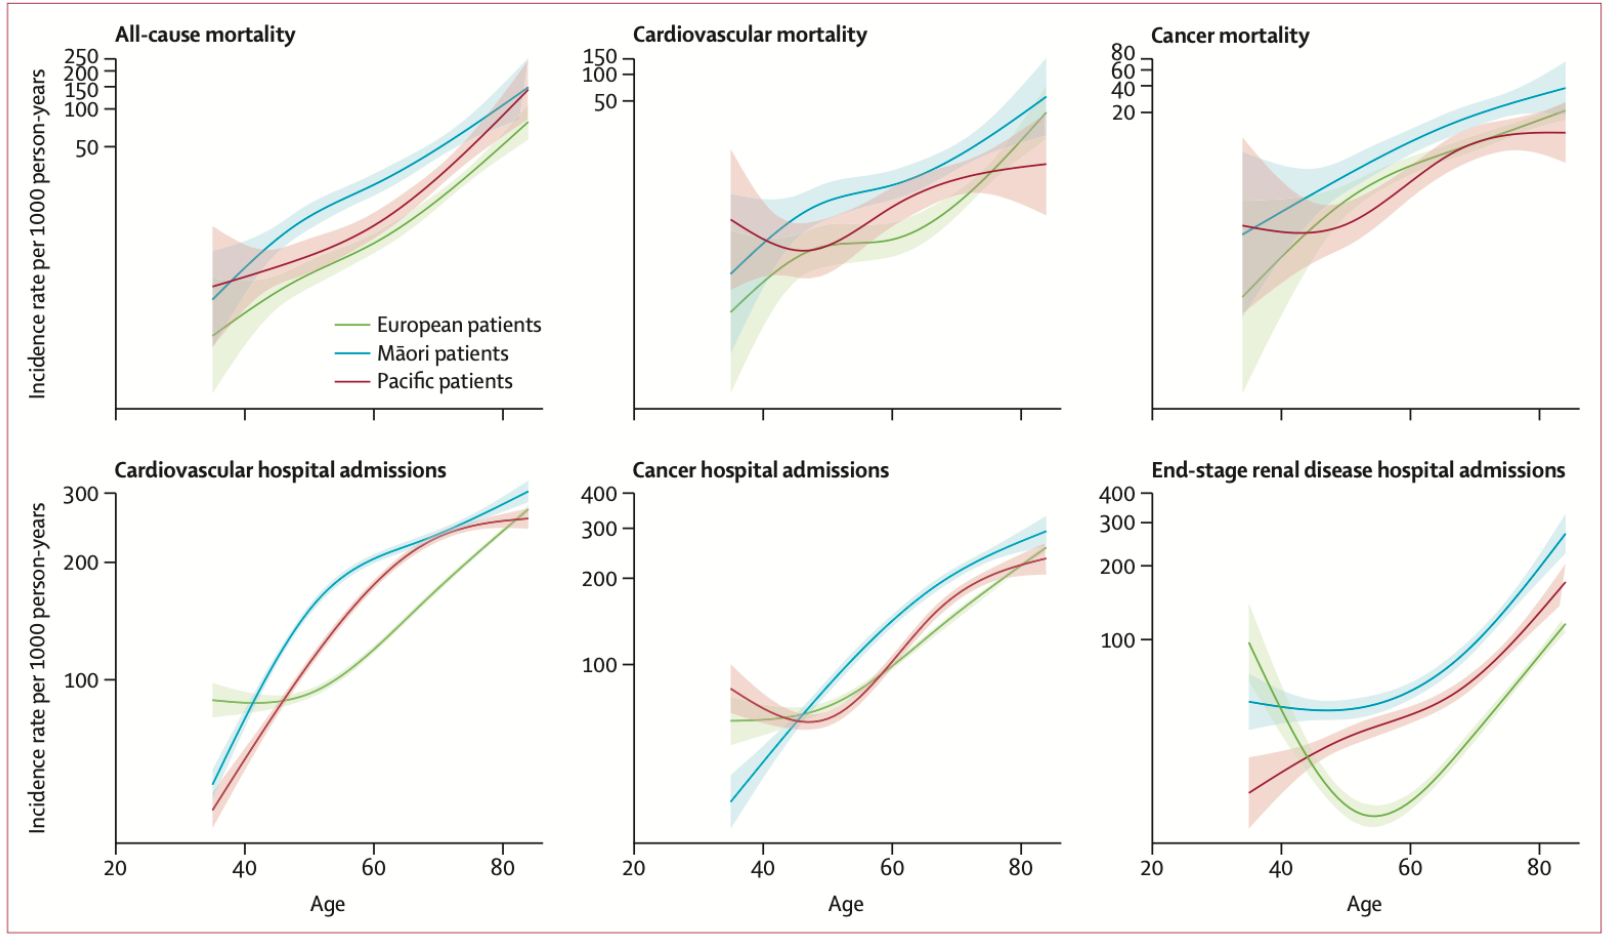 All-cause mortality
Cardiovascular mortality
Cancer mortality
Incidence rate per 1000 person-years
250
200
150
100
50
150
100
50
80
60
40
20
European patients
Māori patients
Pacific patients
Cardiovascular hospital admissions
Cancer hospital admissions
End-stage renal disease hospital admissions
Incidence rate per 1000 person-years
300
200
100
400
300
200
100
400
300
200
100
20 40 60 80
20 40 60 80
20 40 60 80
Age
Age
Age